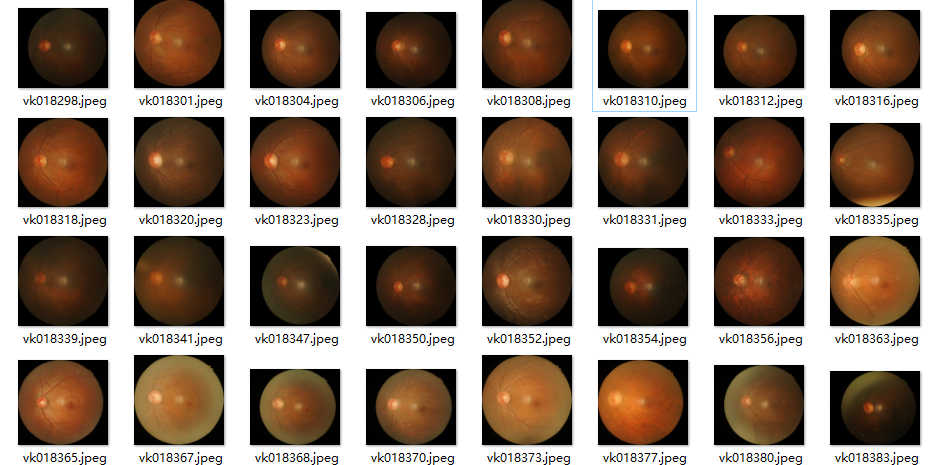 vk018298.jpeg vk018301.jpeg vk018304.jpeg vk018306.jpeg vk018308.jpeg vk018310.jpeg vk018312.jpeg vk018316.jpeg
vk018318.jpeg vk018320.jpeg vk018323.jpeg vk018328.jpeg vk018330.jpeg vk018331.jpeg vk018333.jpeg vk018335.jpeg
vk018339.jpeg vk018341.jpeg vk018347.jpeg vk018350.jpeg vk018352.jpeg vk018354.jpeg vk018356.jpeg vk018363.jpeg
vk018365.jpeg vk018367.jpeg vk018368.jpeg vk018370.jpeg vk018373.jpeg vk018377.jpeg vk018380.jpeg vk018383.jpeg